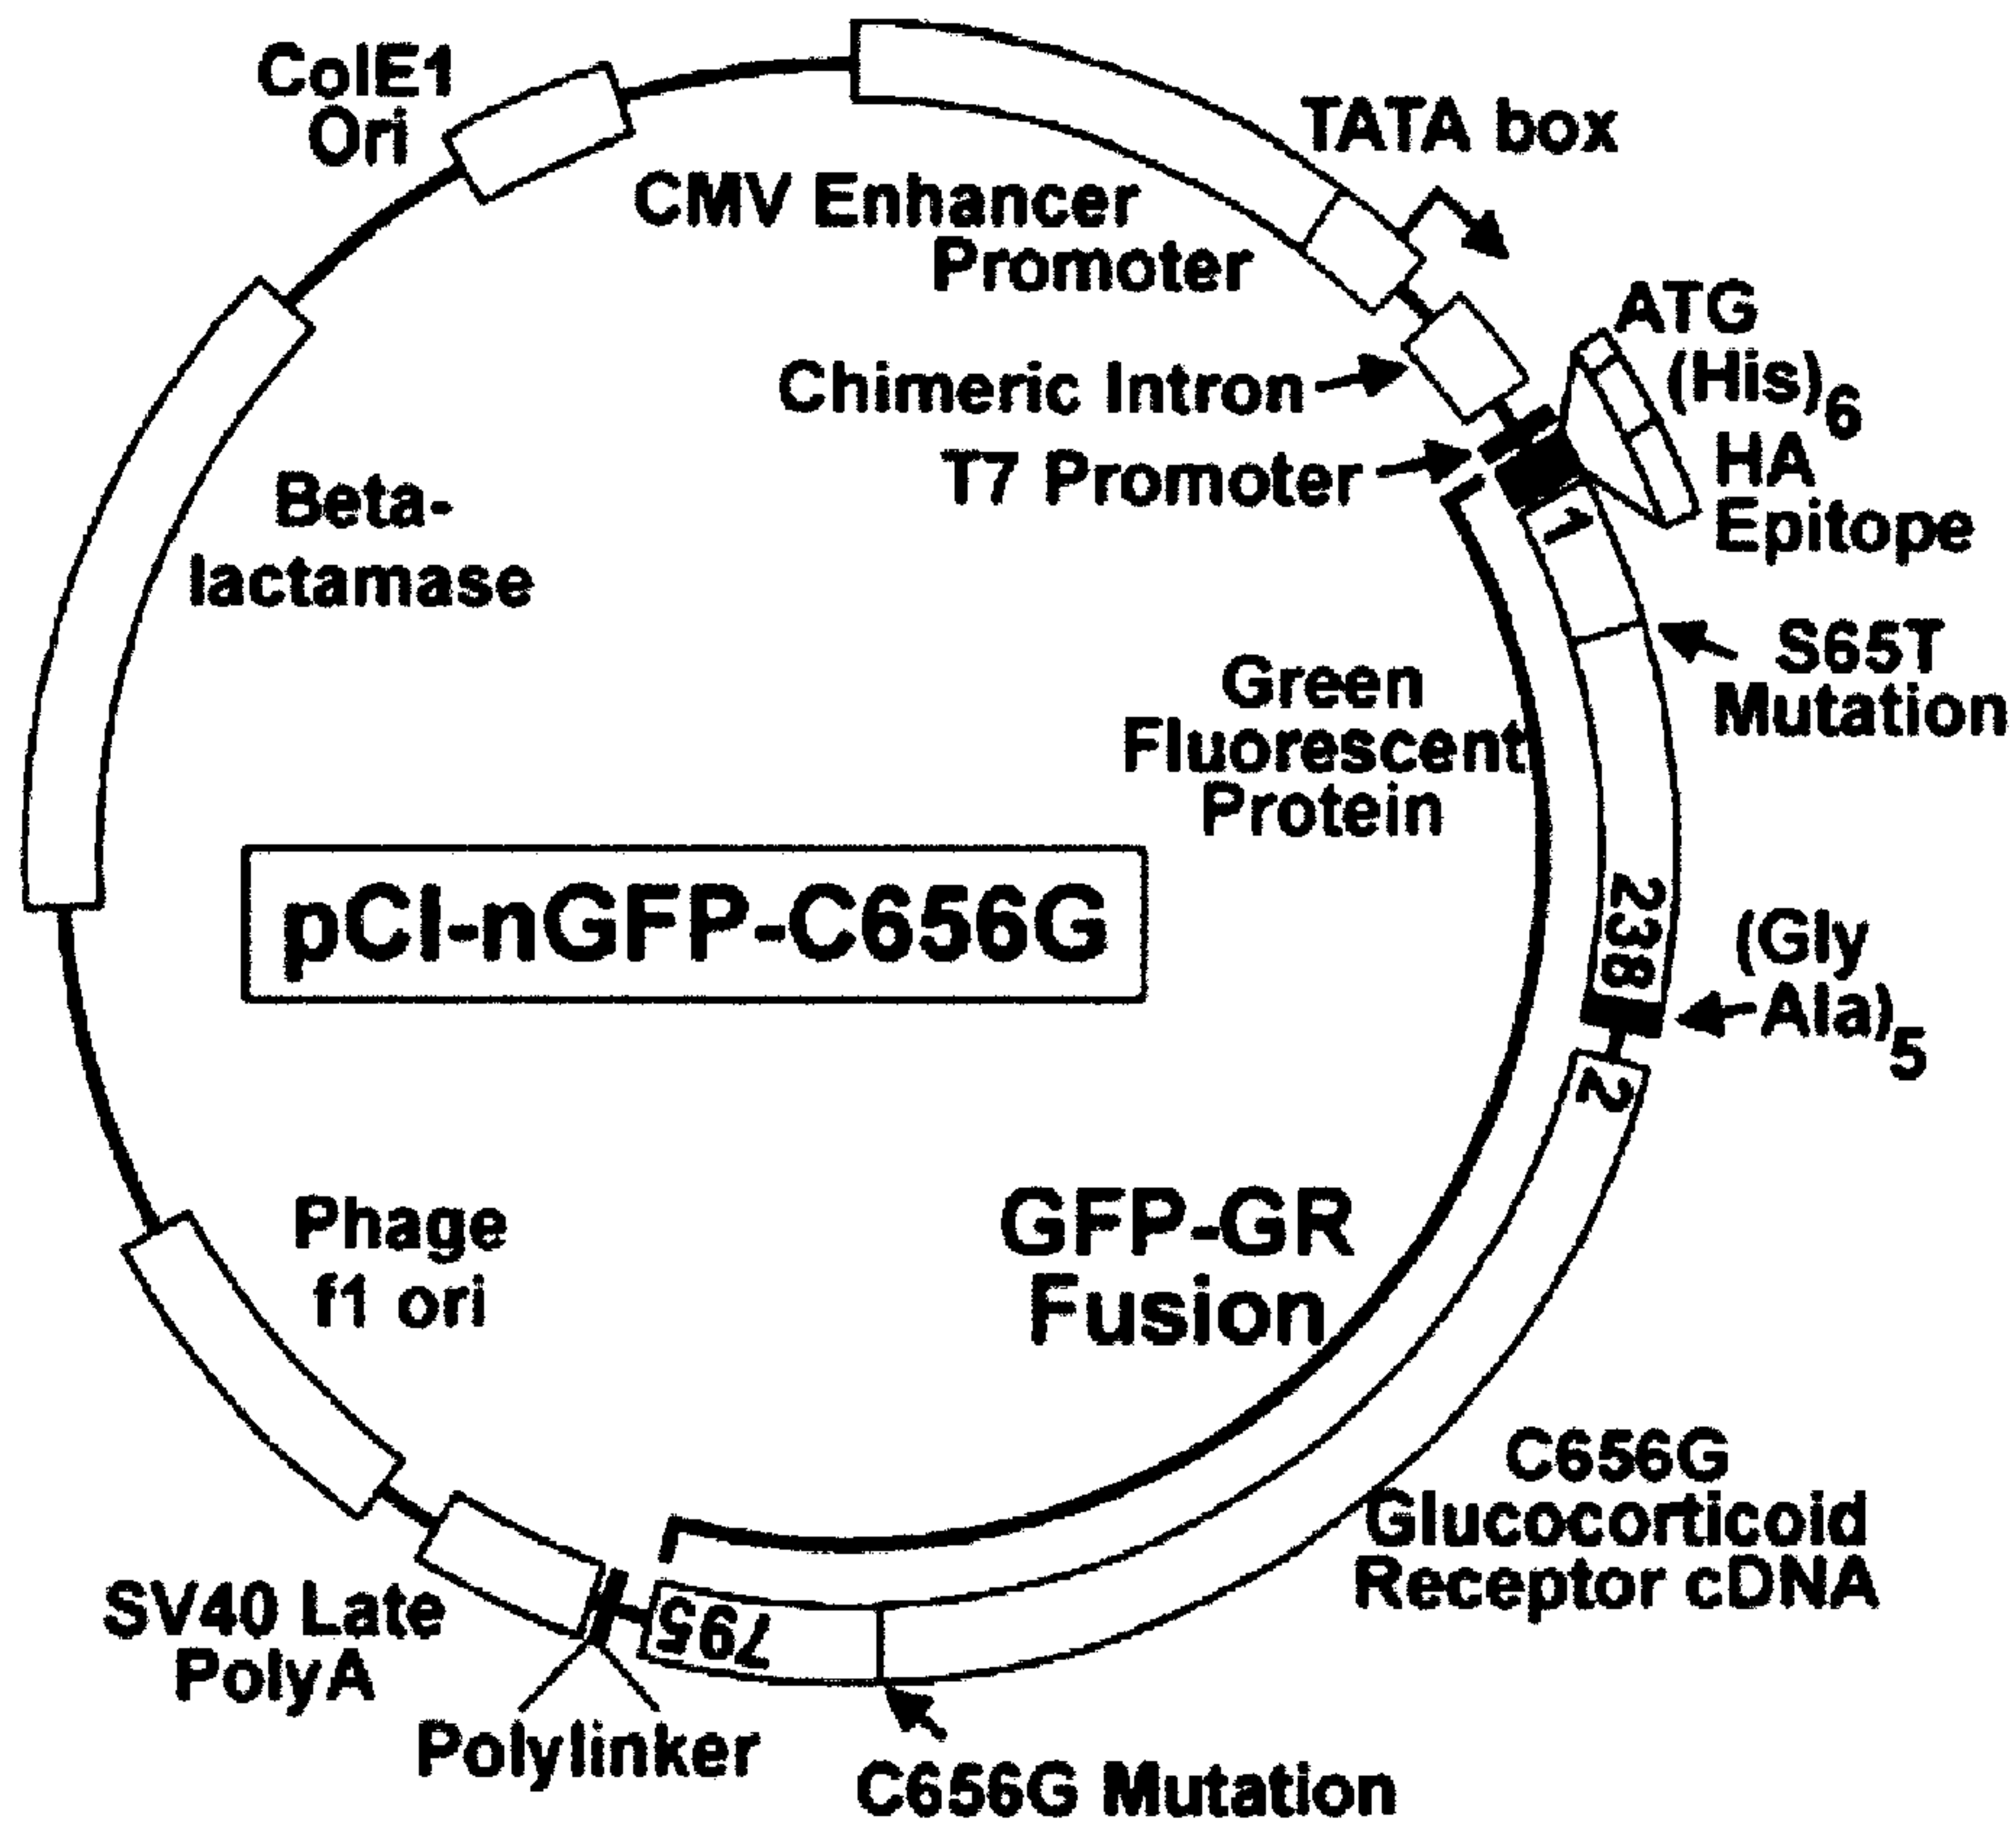 ColE1
Ori
TATA box
CMV Enhancer
Promoter
ATG
(His)6
HA
Epitope
Chimeric Intron
T7 Promoter
1
Beta-
lactamase
S65T
Mutation
Green
Fluorescent
Protein
pCI-nGFP-C656G
238
(Gly
Ala)5
2
Phage
f1 ori
GFP-GR
Fusion
C656G
Glucocorticoid
Receptor cDNA
SV40 Late
PolyA
795
Polylinker
C656G Mutation